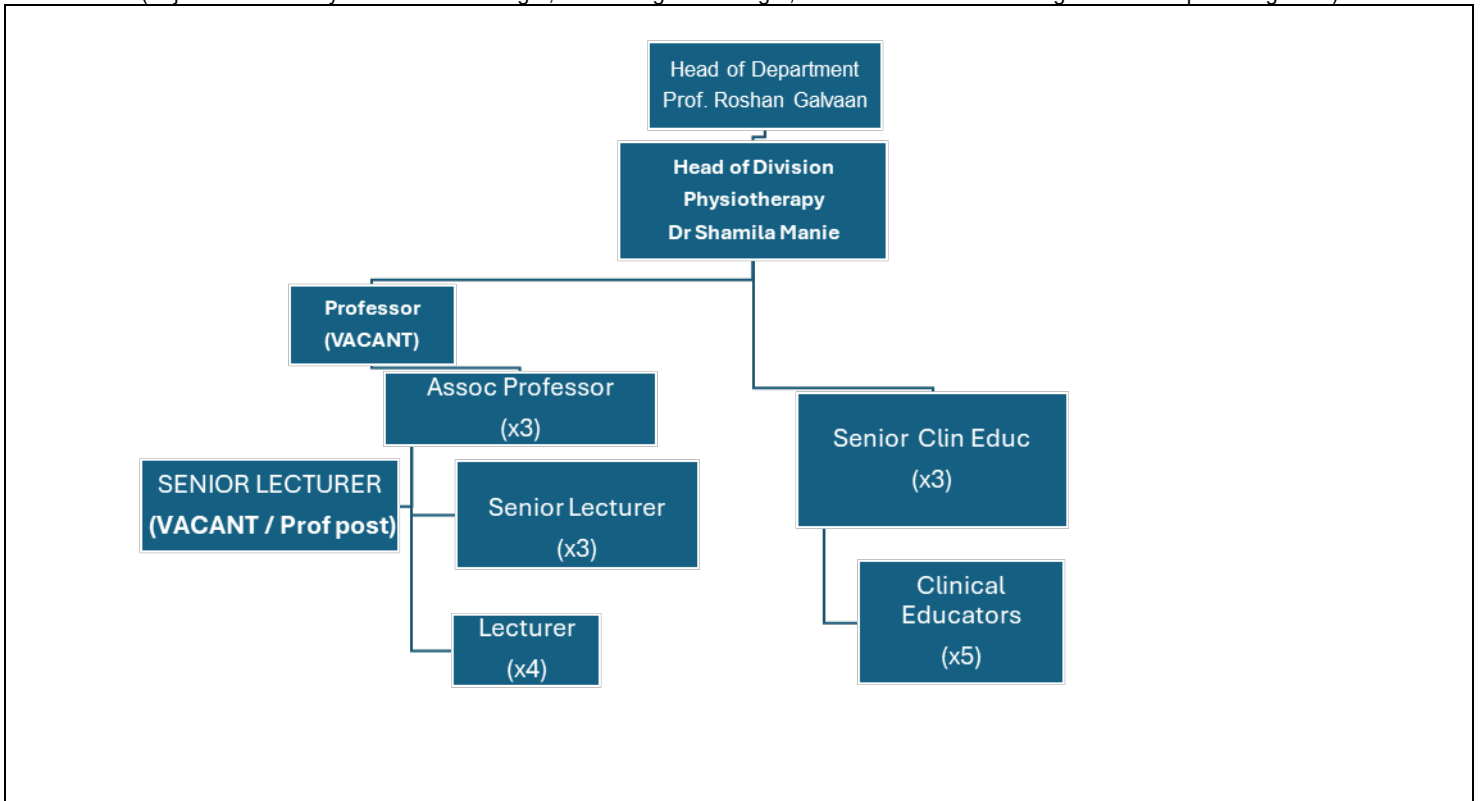 Head of Department
Prof. Roshan Galvaan
Head of Division
Physiotherapy
Dr Shamila Manie
Professor
(VACANT)
Assoc Professor
(x3)
SENIOR LECTURER
(VACANT / Prof post)
Senior Lecturer
(x3)
Lecturer
(x4)
Senior Clin Educ
(x3)
Clinical
Educators
(x5)